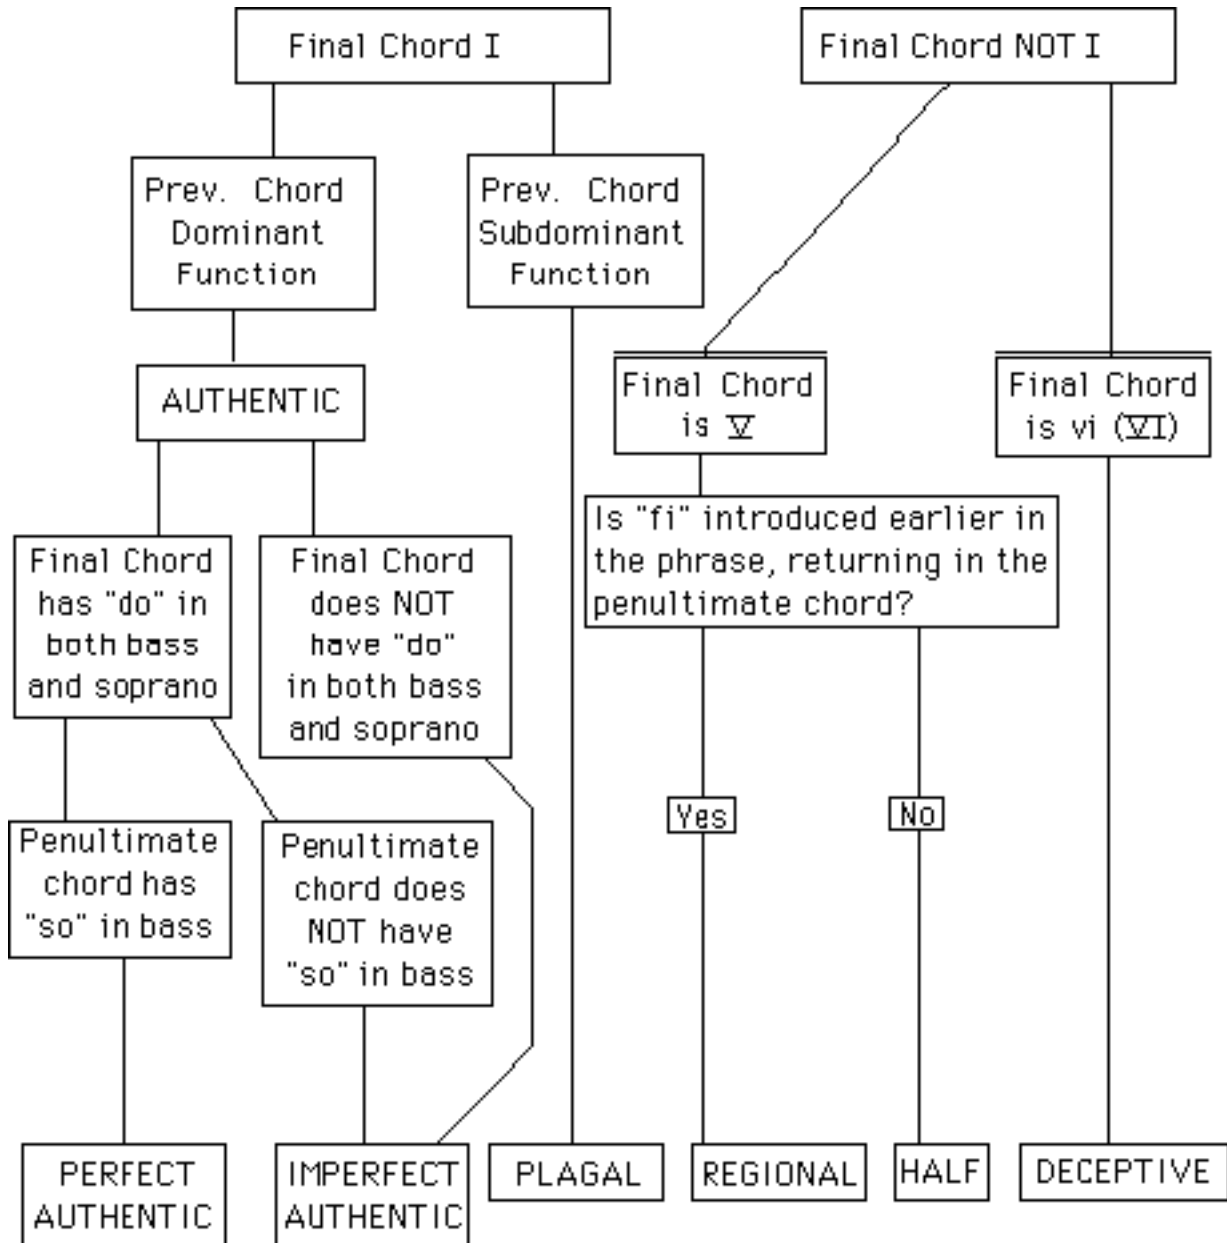 Final Chord I
Final Chord NOT I
Prev. Chord
Dominant
Function
Prev. Chord
Subdominant
Function
AUTHENTIC
Final Chord
is V
Final Chord
is vi (VI)
Final Chord
has "do" in
both bass
and soprano
Final Chord
does NOT
have "do"
in both bass
and soprano
Is "fi" introduced earlier in
the phrase, returning in the
penultimate chord?
Yes
No
Penultimate
chord has
"so" in bass
Penultimate
chord does
NOT have
"so" in bass
PERFECT
AUTHENTIC
IMPERFECT
AUTHENTIC
PLAGAL
REGIONAL
HALF
DECEPTIVE